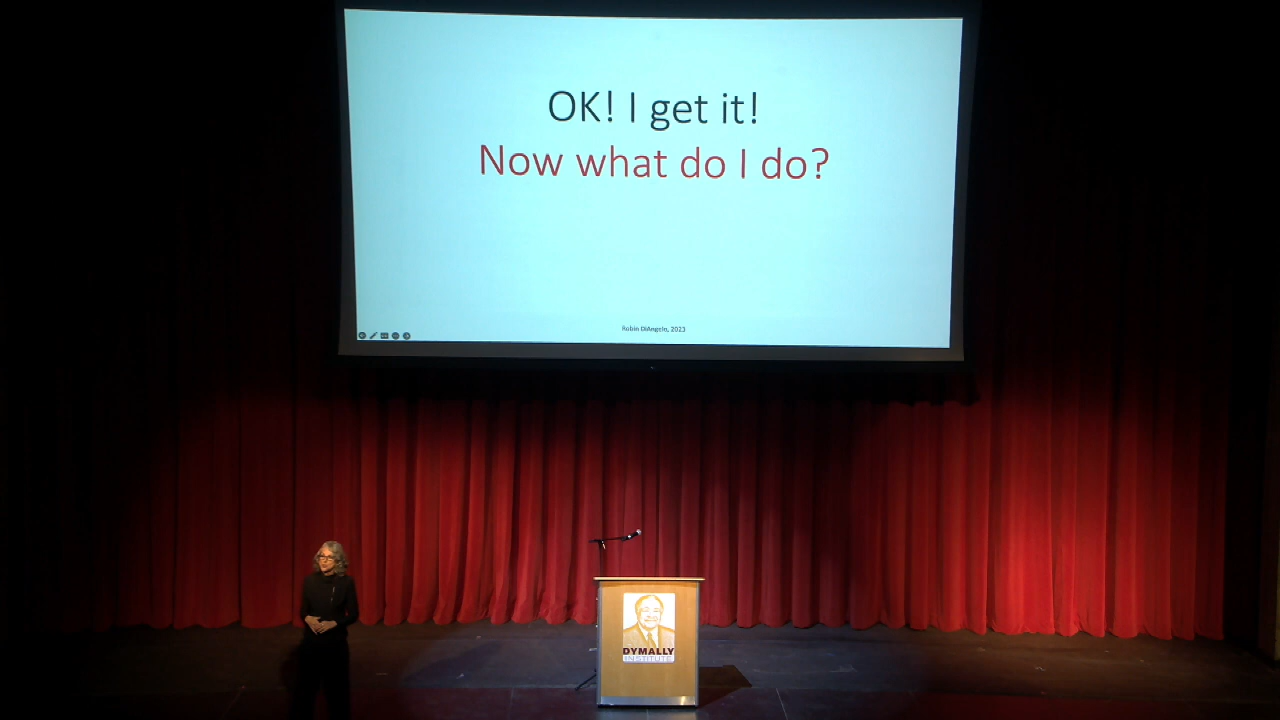 OK! I get it!
Now what do I do?
Robin DiAngelo, 2023
DYMALLY
INSTITUTE